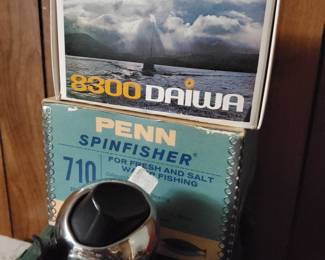 8300 DAIWA
PENN
SPINFISHER®
710
FOR FRESH AND SALT
WATER FISHING